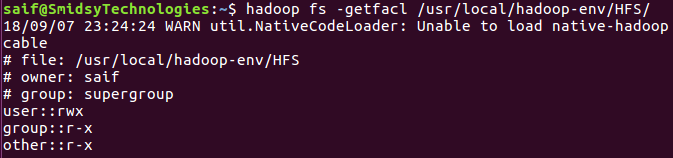 saif@SmidsyTechnologies:~$ hadoop fs -getfacl /usr/local/hadoop-env/HFS/
18/09/07 23:24:24 WARN util.NativeCodeLoader: Unable to load native-hadoop
cable
# file: /usr/local/hadoop-env/HFS
# owner: saif
# group: supergroup
user::rwx
group::r-x
other::r-x